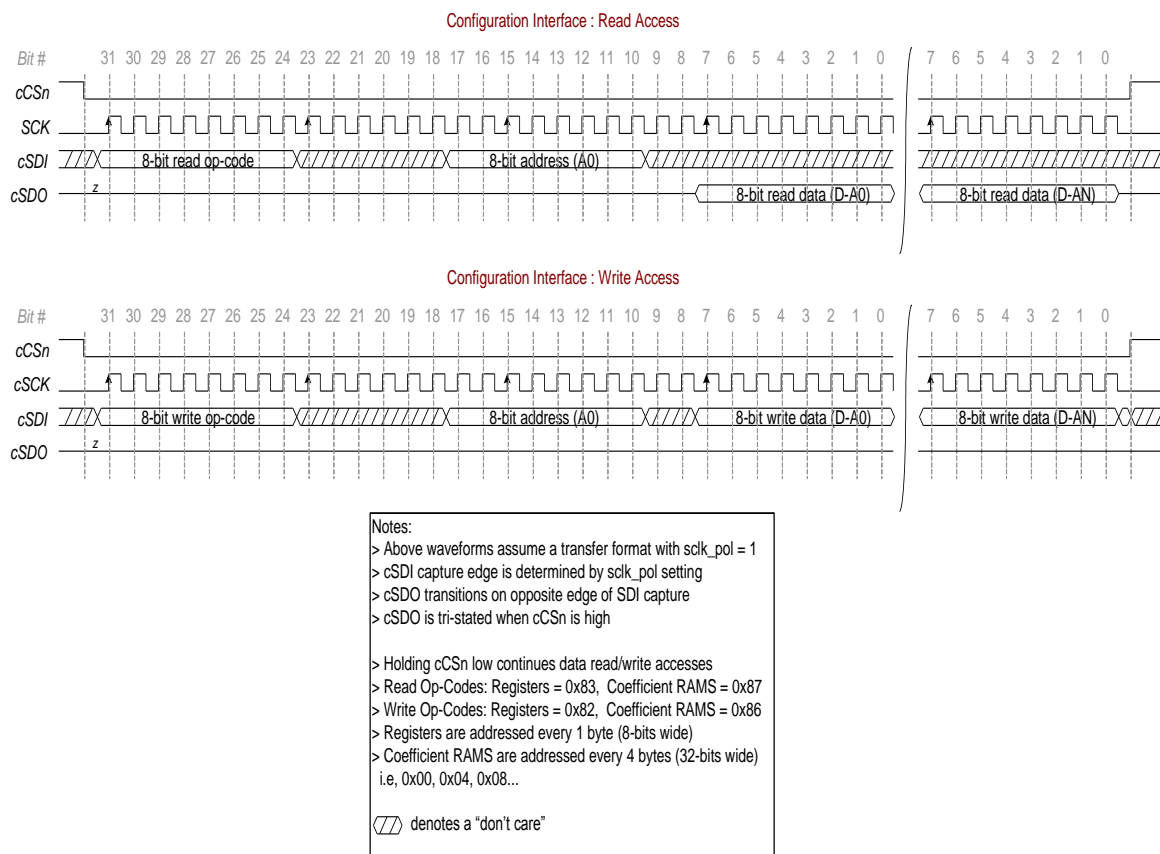 Configuration Interface : Read Access
Bit # 31 30 29 28 27 26 25 24 23 22 21 20 19 18 17 16 15 14 13 12 11 10 9 8 7 6 5 4 3 2 1 0 7 6 5 4 3 2 1 0
cCSn
SCK
cSDI 8-bit read op-code 8-bit address (A0)
cSDO z 8-bit read data (D-A0) 8-bit read data (D-AN)
Configuration Interface : Write Access
Bit # 31 30 29 28 27 26 25 24 23 22 21 20 19 18 17 16 15 14 13 12 11 10 9 8 7 6 5 4 3 2 1 0 7 6 5 4 3 2 1 0
cCSn
cSCK
cSDI 8-bit write op-code 8-bit address (A0) 8-bit write data (D-A0) 8-bit write data (D-AN)
cSDO z
Notes:
> Above waveforms assume a transfer format with sclk_pol = 1
> cSDI capture edge is determined by sclk_pol setting
> cSDO transitions on opposite edge of SDI capture
> cSDO is tri-stated when cCSn is high
> Holding cCSn low continues data read/write accesses
> Read Op-Codes: Registers = 0x83, Coefficient RAMS = 0x87
> Write Op-Codes: Registers = 0x82, Coefficient RAMS = 0x86
> Registers are addressed every 1 byte (8-bits wide)
> Coefficient RAMS are addressed every 4 bytes (32-bits wide)
i.e, 0x00, 0x04, 0x08...
denotes a “don't care”